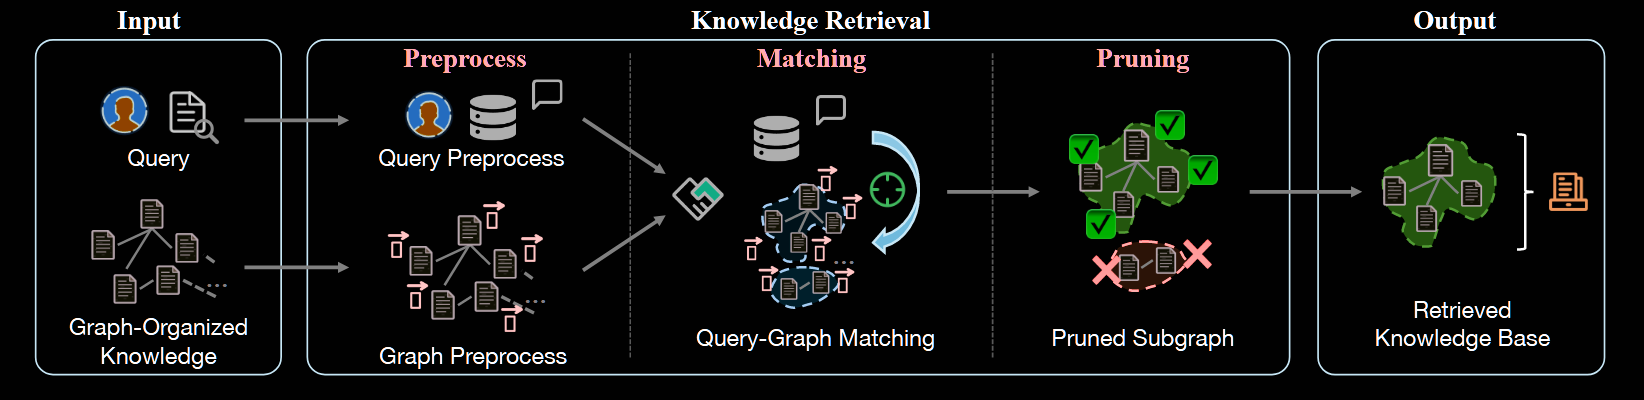 Input
Knowledge Retrieval
Output
Preprocess
Matching
Pruning
Query
Query Preprocess
Graph-Organized
Knowledge
Graph Preprocess
Query-Graph Matching
Pruned Subgraph
Retrieved
Knowledge Base